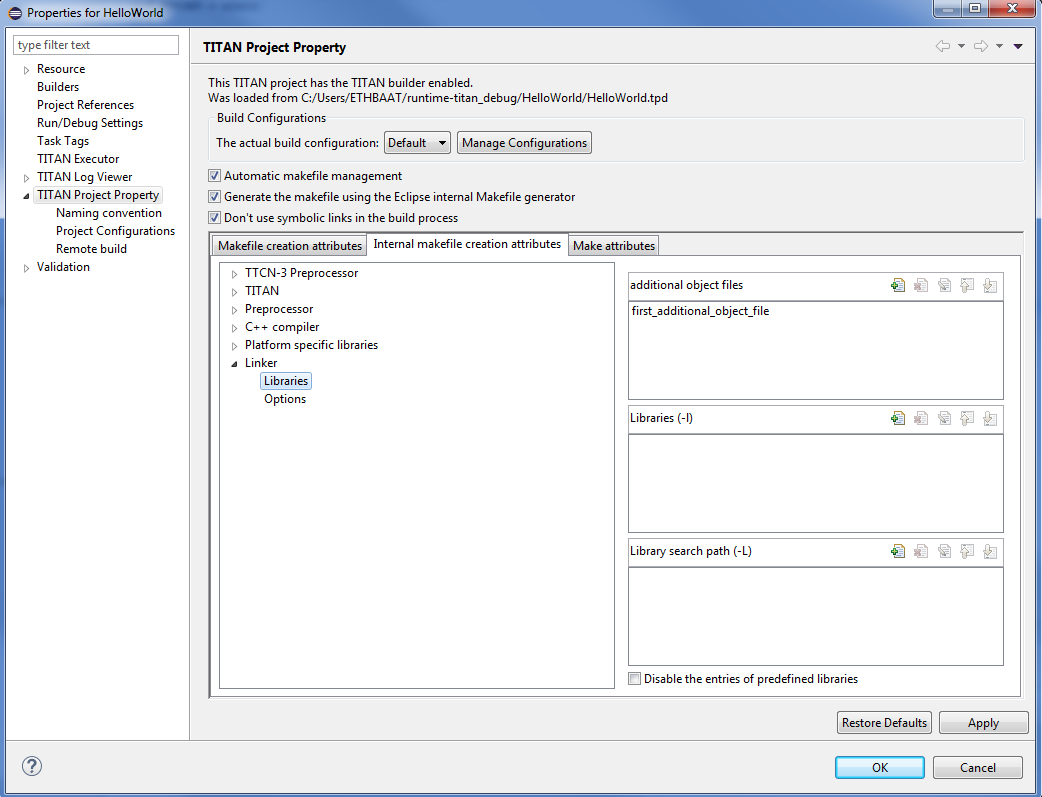 Properties for HelloWorld
type filter text
Resource
Builders
Project References
Run/Debug Settings
Task Tags
TITAN Executor
TITAN Log Viewer
TITAN Project Property
Naming convention
Project Configurations
Remote build
Validation
TITAN Project Property
This TITAN project has the TITAN builder enabled.
Was loaded from C:/Users/ETHBAAT/runtime-titan_debug/HelloWorld/HelloWorld.tpd
Build Configurations
The actual build configuration: Default Manage Configurations
Automatic makefile management
Generate the makefile using the Eclipse internal Makefile generator
Don't use symbolic links in the build process
Makefile creation attributes Internal makefile creation attributes Make attributes
TTCN-3 Preprocessor
TITAN
Preprocessor
C++ compiler
Platform specific libraries
Linker
Libraries
Options
additional object files
first_additional_object_file
Libraries (-l)
Library search path (-L)
Disable the entries of predefined libraries
Restore Defaults Apply
? OK Cancel